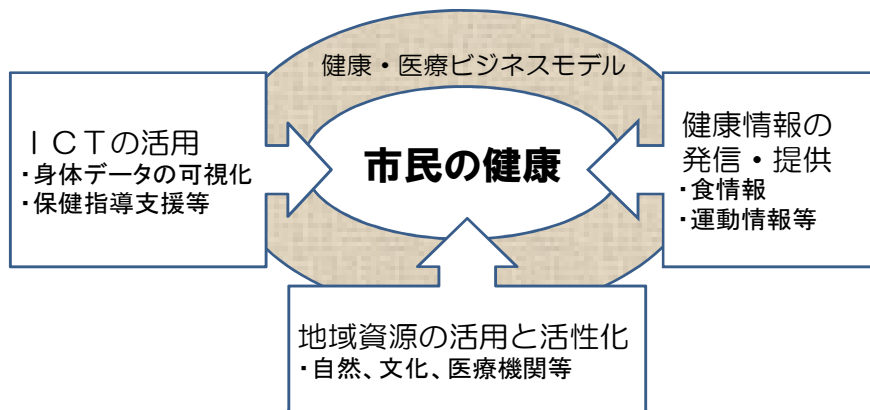 健康・医療ビジネスモデル
ＩＣＴの活用
・身体データの可視化
・保健指導支援等
市民の健康
健康情報の
発信・提供
・食情報
・運動情報等
地域資源の活用と活性化
・自然、文化、医療機関等